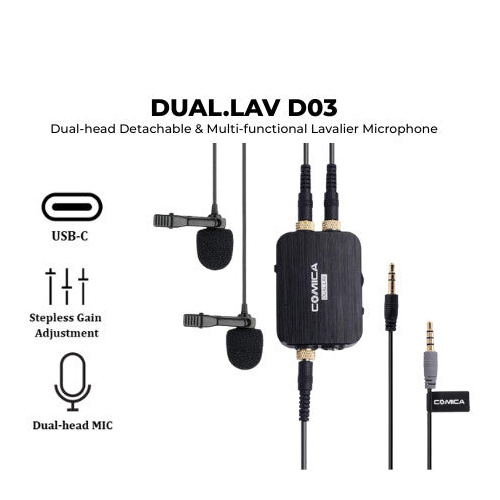 DUAL.LAV D03
Dual-head Detachable & Multi-functional Lavalier Microphone
USB-C
Stepless Gain
Adjustment
Dual-head MIC
COMICA
COMICA